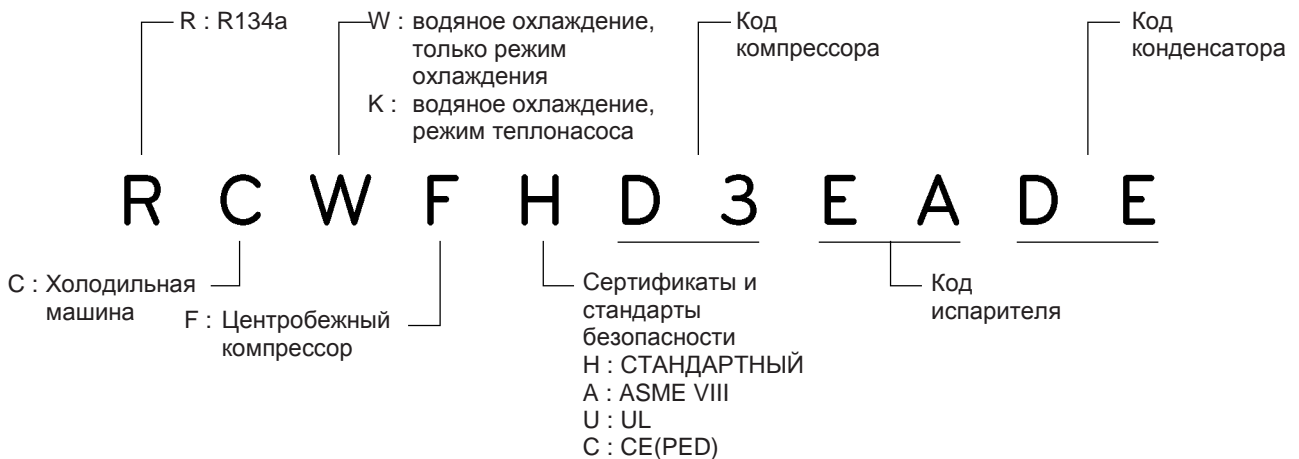 R : R134a
W : водяное охлаждение,
только режим
охлаждения
K : водяное охлаждение,
режим теплонасоса
Код
компрессора
Код
конденсатора
R C W F H D 3 E A D E
C : Холодильная
машина
F : Центробежный
компрессор
Сертификаты и
стандарты
безопасности
H : СТАНДАРТНЫЙ
A : ASME VIII
U : UL
C : CE(PED)
Код
испарителя